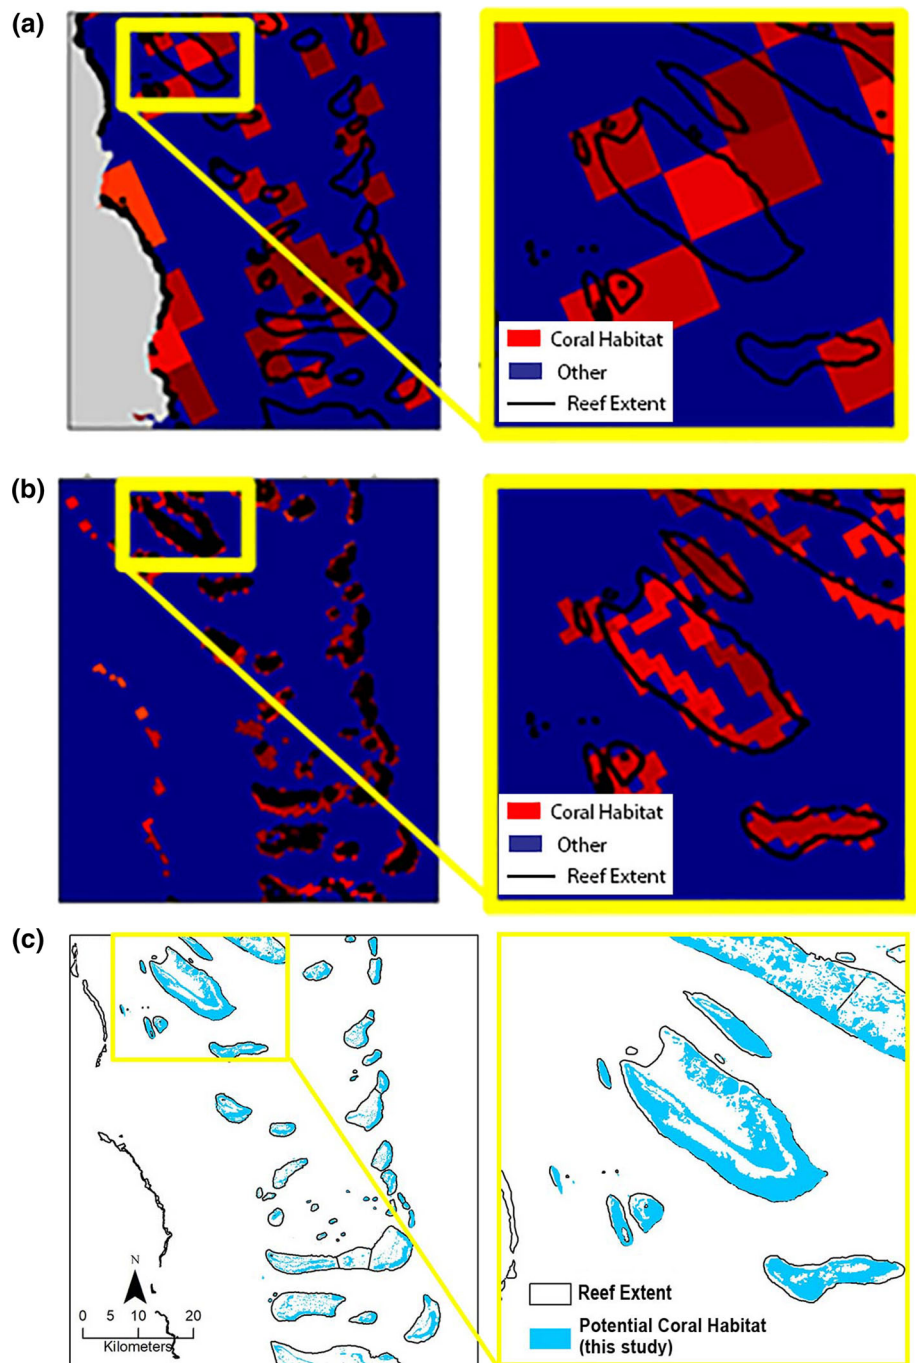 (a)
Coral Habitat
Other
Reef Extent
(b)
Coral Habitat
Other
Reef Extent
(c)
N
0 5 10 20
Kilometers
Reef Extent
Potential Coral Habitat
(this study)